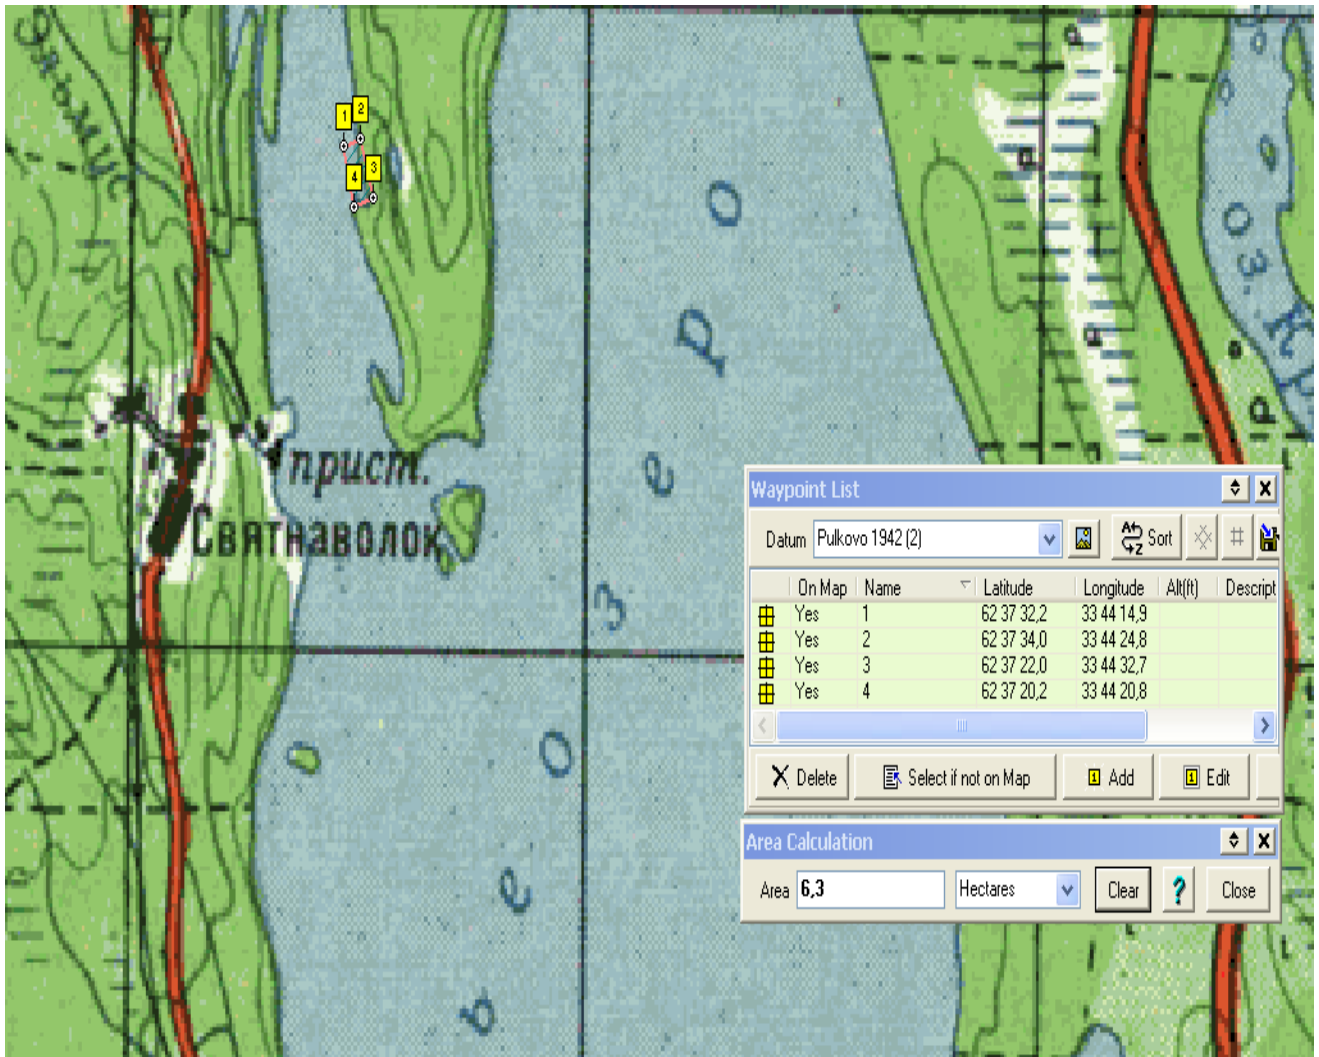 Эльмус
1
2
3
4
о
р
е
з
О
е
в
оз. Кр
прист.
Святнаволок
Waypoint List
Datum Pulkovo 1942 (2) Sort
On Map Name Latitude Longitude Alt(ft) Descript
Yes 1 62 37 32,2 33 44 14,9
Yes 2 62 37 34,0 33 44 24,8
Yes 3 62 37 22,0 33 44 32,7
Yes 4 62 37 20,2 33 44 20,8
Delete Select if not on Map Add Edit
Area Calculation
Area 6,3 Hectares Clear ? Close